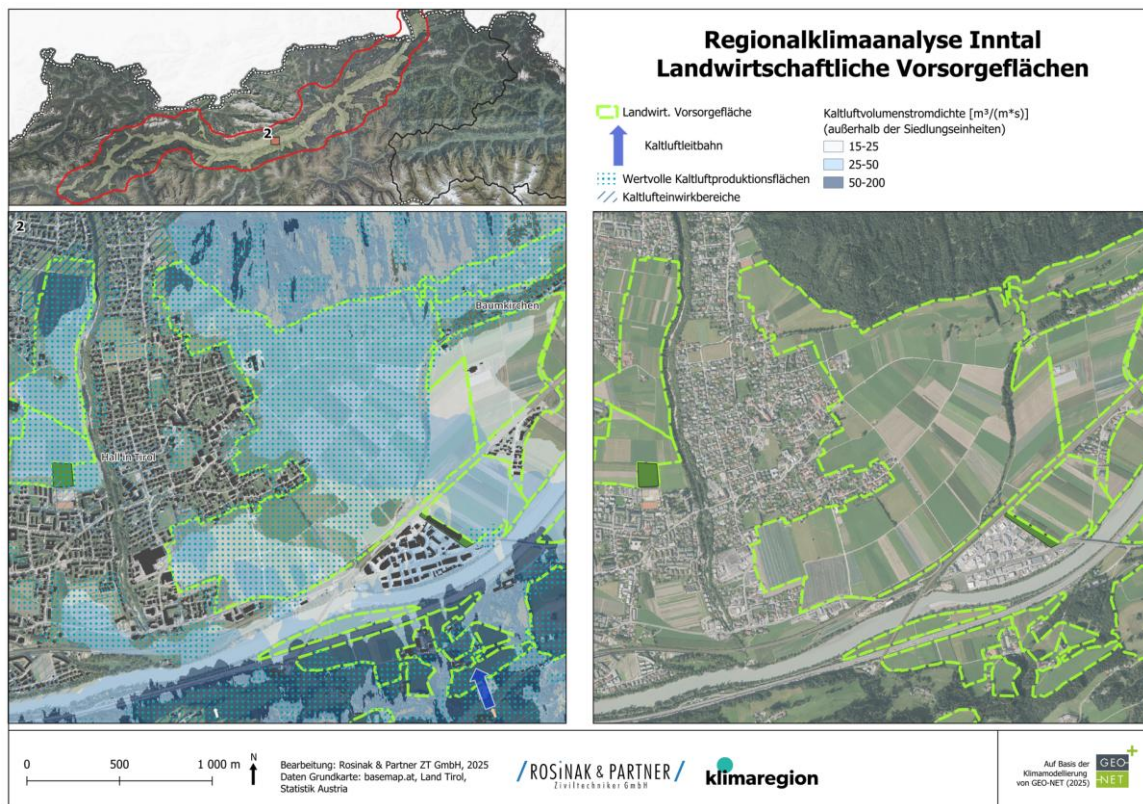 2
Regionalklimaanalyse Inntal
Landwirtschaftliche Vorsorgeflächen
Landwirt. Vorsorgefläche
Kaltluftleitbahn
Wertvolle Kaltluftproduktionsflächen
Kaltlufteinwirkbereiche
Kaltluftvolumenstromdichte [m³/(m*s)]
(außerhalb der Siedlungseinheiten)
15-25
25-50
50-200
2
Baumkirchen
Hall in Tirol
0 500 1 000 m
N
Bearbeitung: Rosinak & Partner ZT GmbH, 2025
Daten Grundkarte: basemap.at, Land Tirol,
Statistik Austria
/ROSiNAK & PARTNER/
Ziviltechniker GmbH
klimaregion
Auf Basis der
Klimamodellierung
von GEO-NET (2025)
GEO-
NET